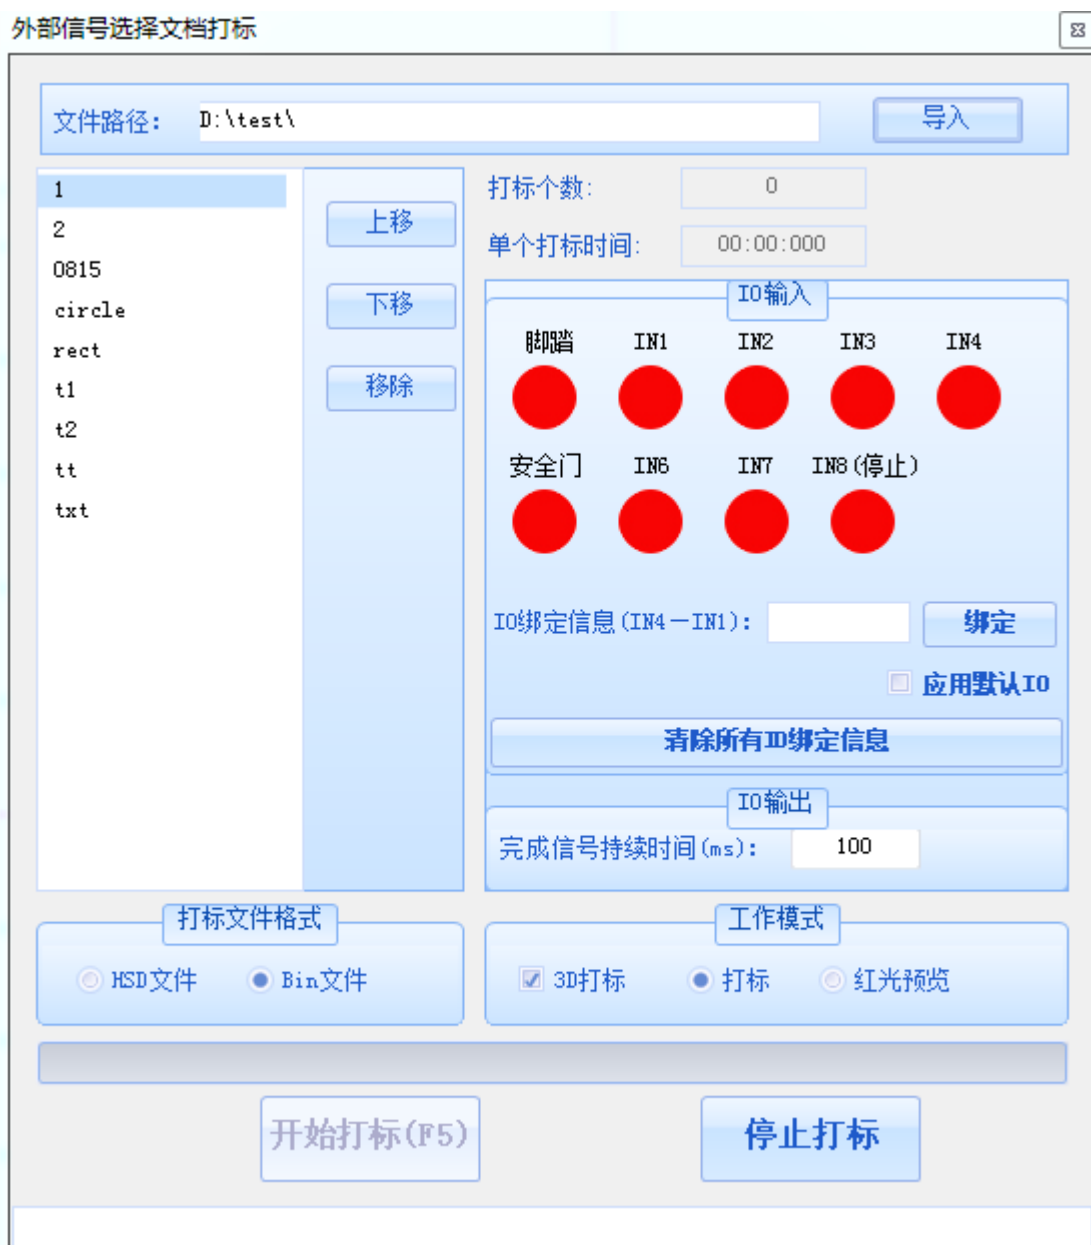 外部信号选择文档打标
文件路径: D:\test\ 导入
1
2
0815
circle
rect
t1
t2
tt
txt
上移
下移
移除
打标个数: 0
单个打标时间: 00:00:000
IO输入
脚踏 IN1 IN2 IN3 IN4
安全门 IN6 IN7 IN8(停止)
IO绑定信息(IN4-IN1): 绑定
应用默认IO
清除所有IO绑定信息
IO输出
完成信号持续时间(ms): 100
打标文件格式
HSD文件 Bin文件
工作模式
3D打标 打标 红光预览
开始打标(F5) 停止打标